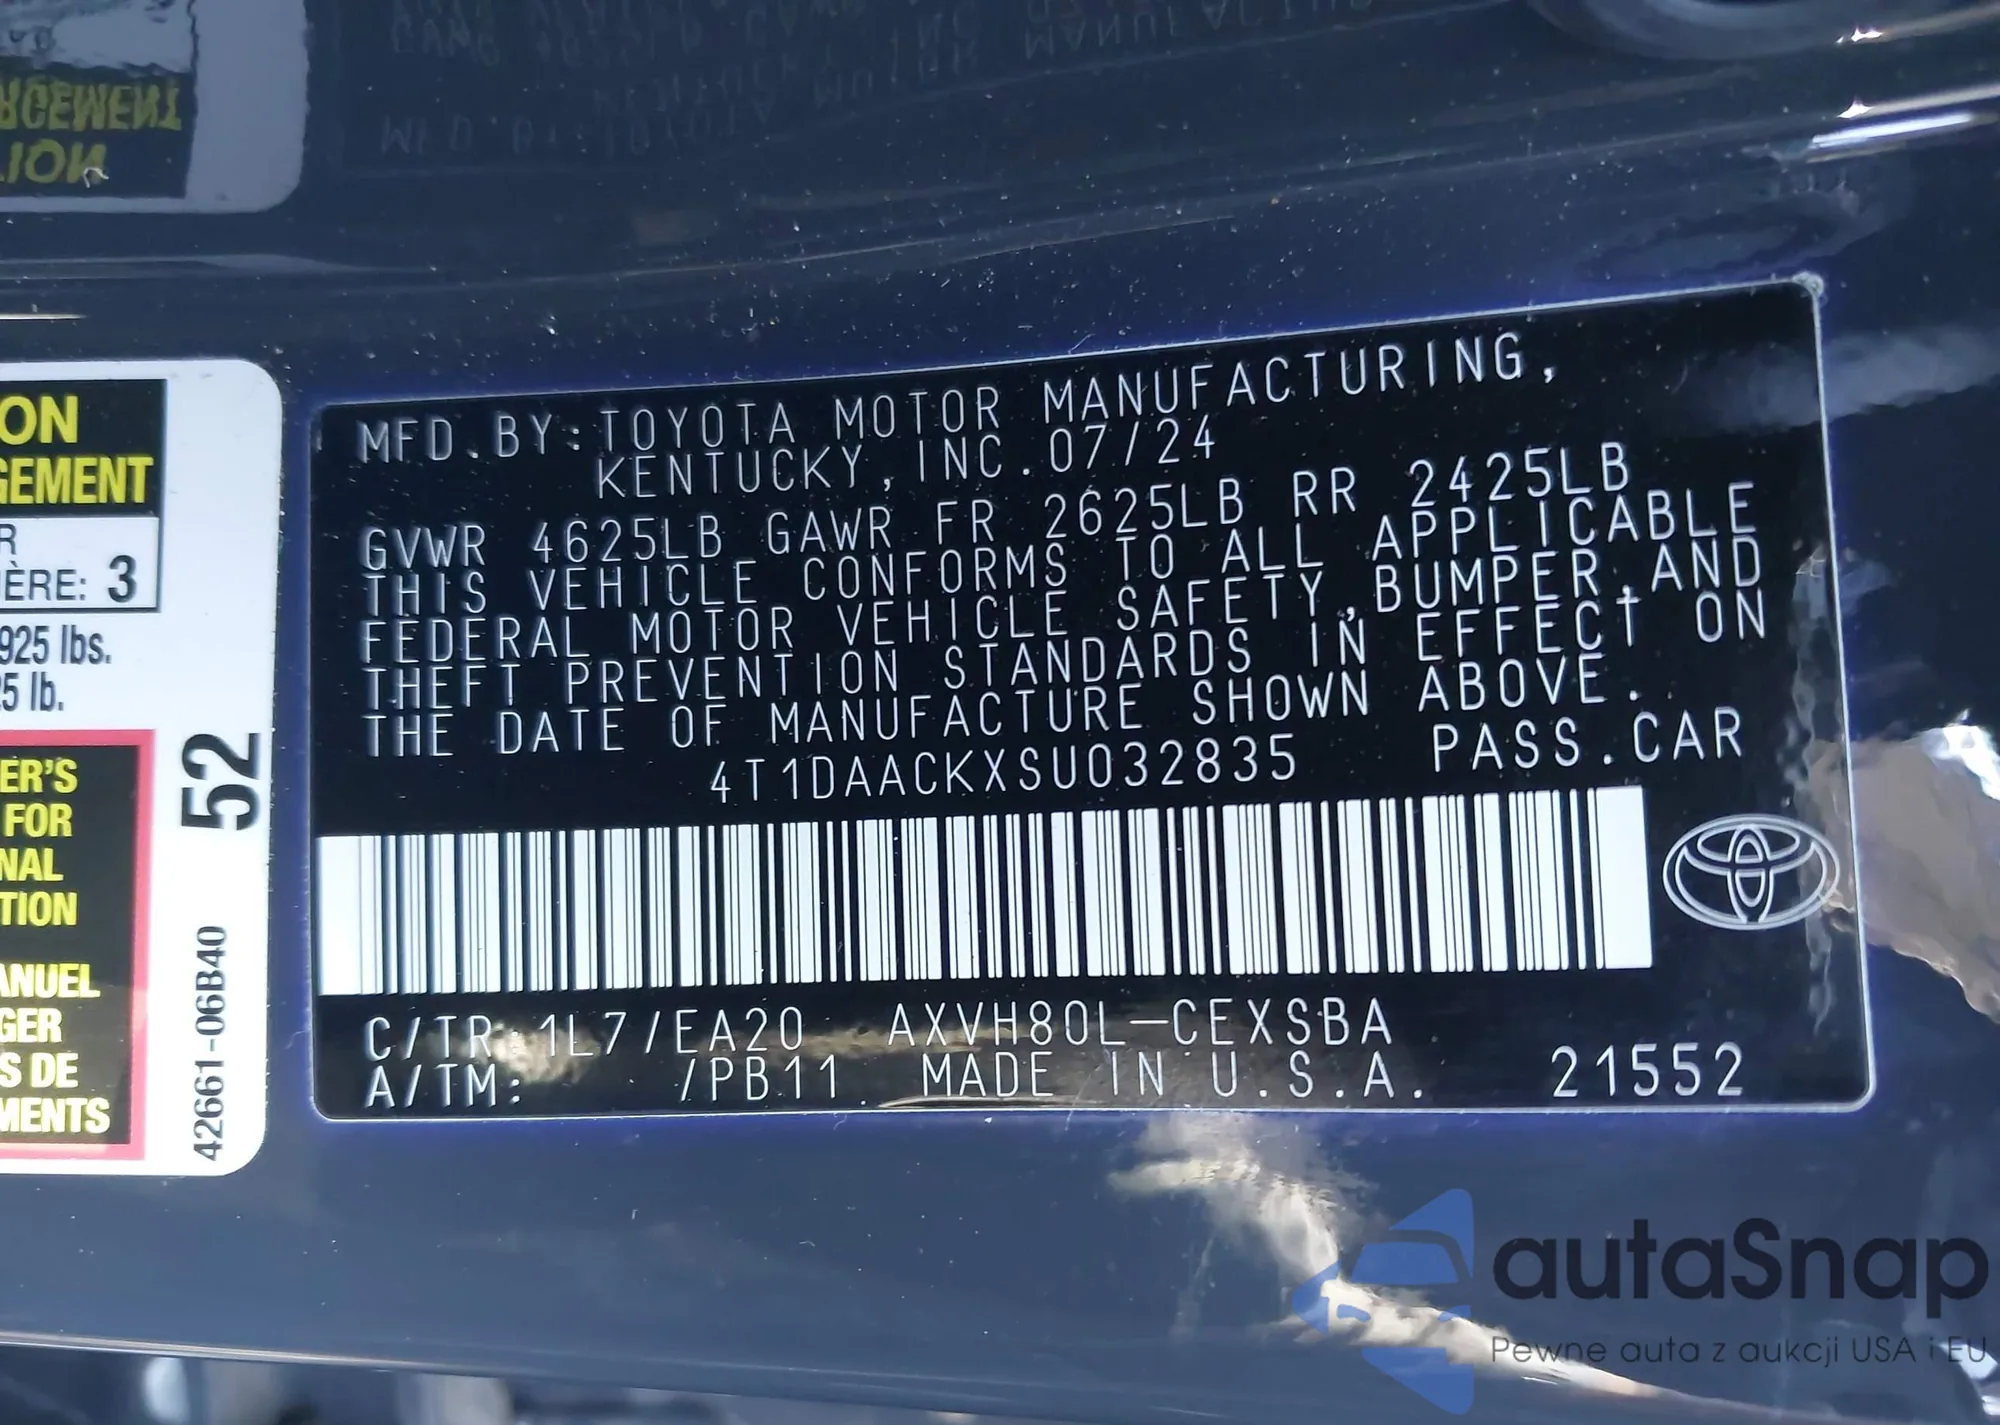 ON
GEMENT
R
IÈRE: 3
925 lbs.
5 lb.
ER'S
FOR
NAL
TION
ANUEL
GER
S DE
MENTS
52
42661-06B40
MFD.BY:TOYOTA MOTOR MANUFACTURING,
KENTUCKY,INC.07/24
GVWR 4625LB GAWR FR 2625LB RR 2425LB
THIS VEHICLE CONFORMS TO ALL APPLICABLE
FEDERAL MOTOR VEHICLE SAFETY,BUMPER,AND
THEFT PREVENTION STANDARDS IN EFFECT ON
THE DATE OF MANUFACTURE SHOWN ABOVE.
4T1DAACKXSU032835 PASS.CAR
C/TR:1L7/EA20 AXVH80L-CEXSBA
A/TM: /PB11 MADE IN U.S.A. 21552
autaSnap
Pewne auta z aukcji USA i EU